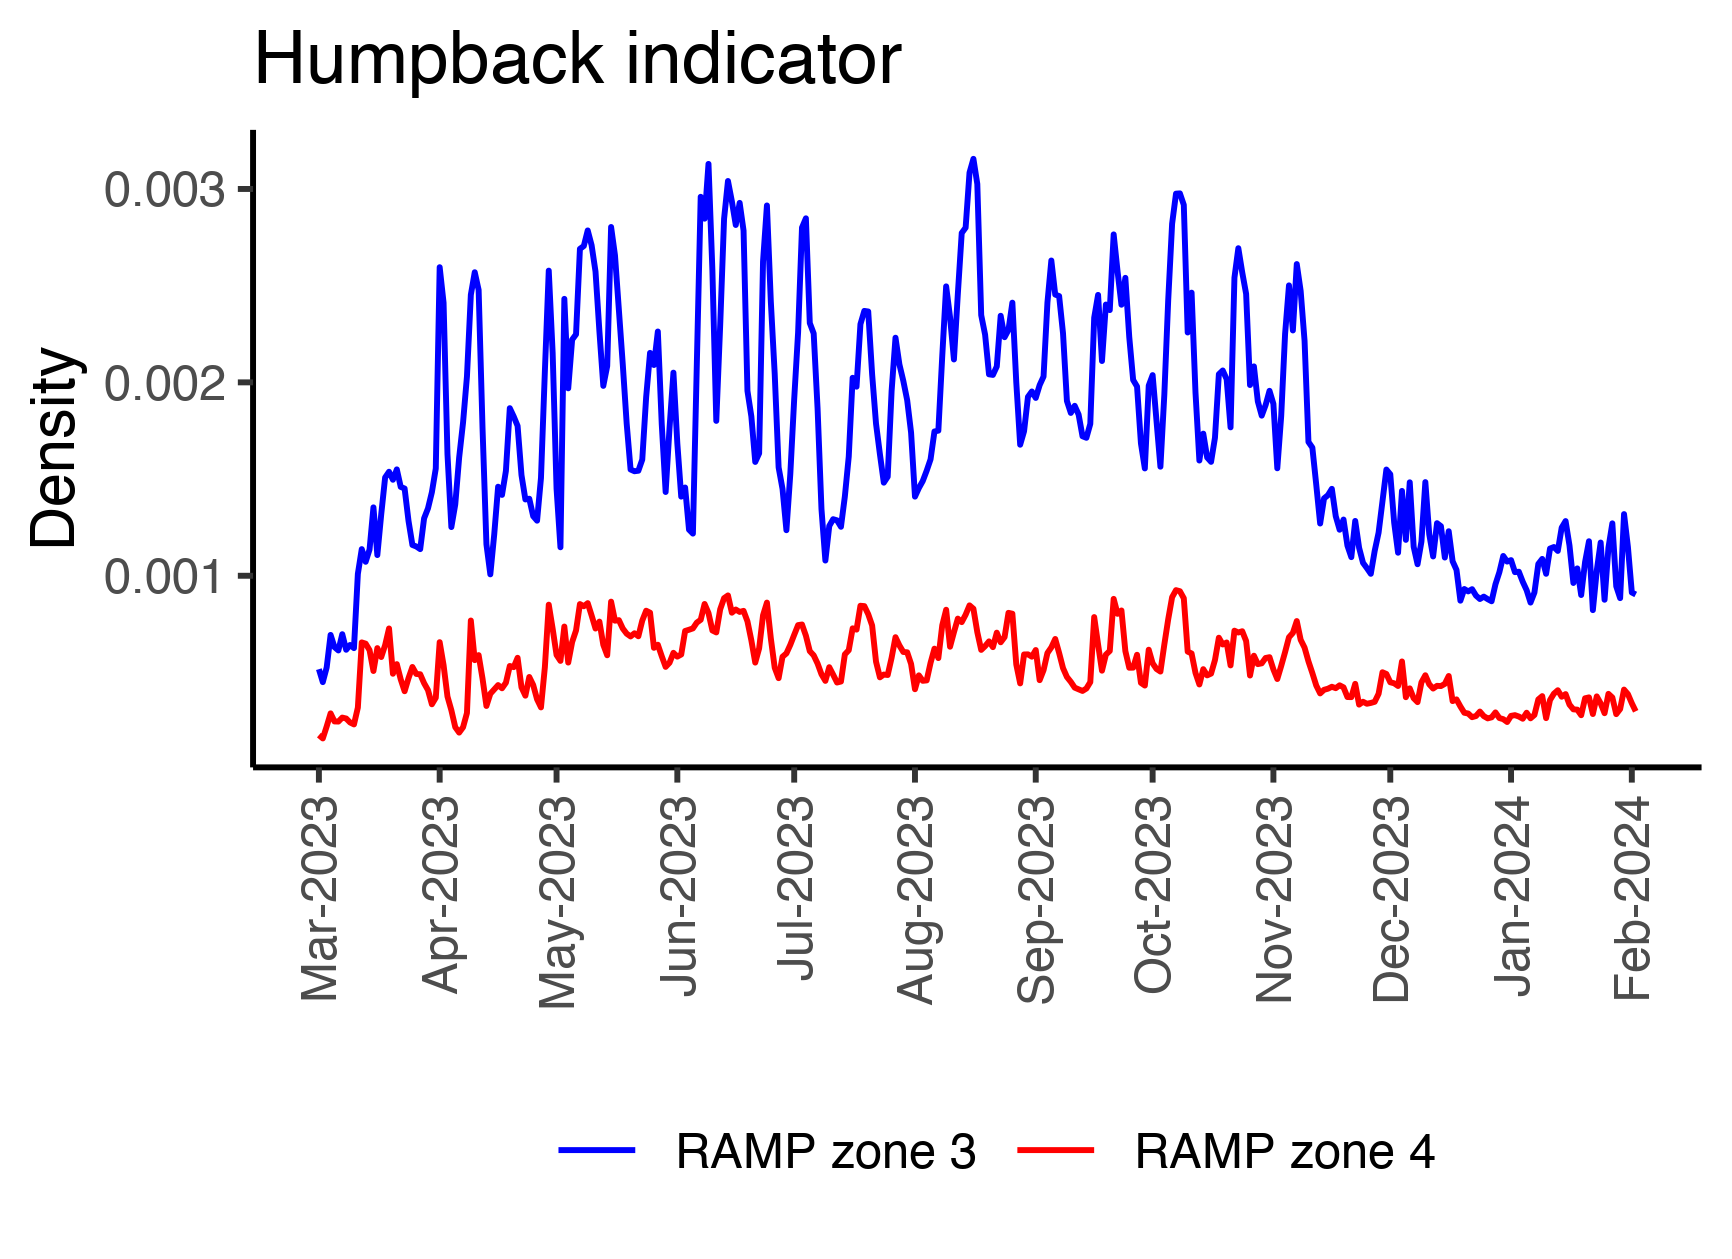 Humpback indicator
Density
0.003
0.002
0.001
Mar-2023
Apr-2023
May-2023
Jun-2023
Jul-2023
Aug-2023
Sep-2023
Oct-2023
Nov-2023
Dec-2023
Jan-2024
Feb-2024
RAMP zone 3
RAMP zone 4